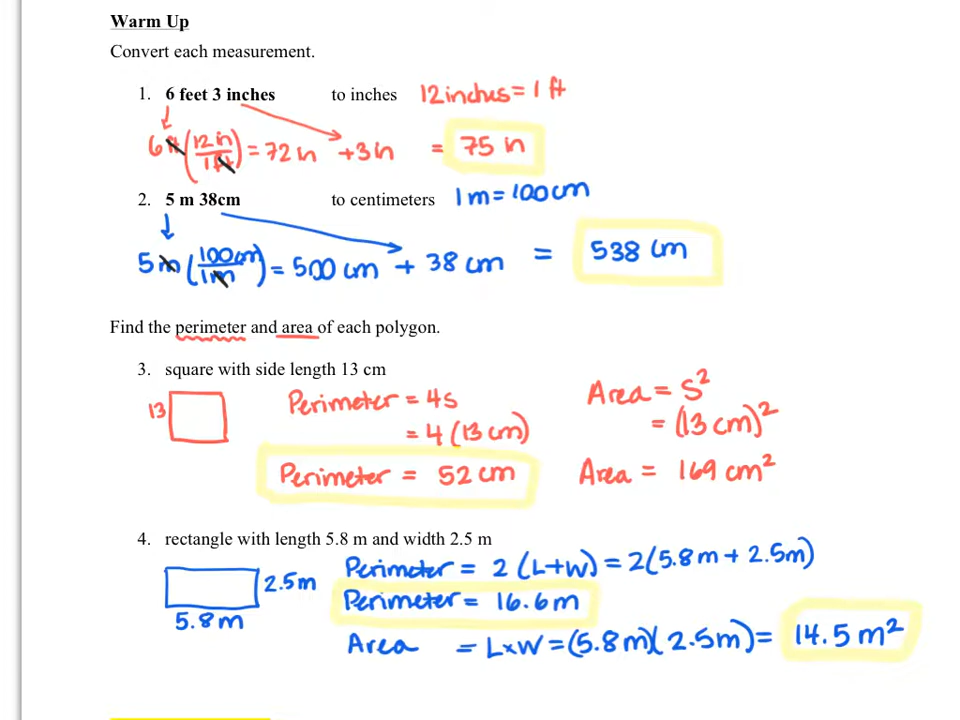 Warm Up
Convert each measurement.
1. 6 feet 3 inches to inches 12 inches = 1 ft
6 ft (12 in / 1 ft) = 72 in + 3 in = 75 in
2. 5 m 38cm to centimeters 1 m = 100 cm
5 m (100 cm / 1 m) = 500 cm + 38 cm = 538 cm
Find the perimeter and area of each polygon.
3. square with side length 13 cm
13 Perimeter = 4s Area = s²
= 4 (13 cm) = (13 cm)²
Perimeter = 52 cm Area = 169 cm²
4. rectangle with length 5.8 m and width 2.5 m
2.5m Perimeter = 2 (L+W) = 2(5.8m + 2.5m)
Perimeter = 16.6m
5.8m Area = L×W = (5.8m)(2.5m) = 14.5 m²